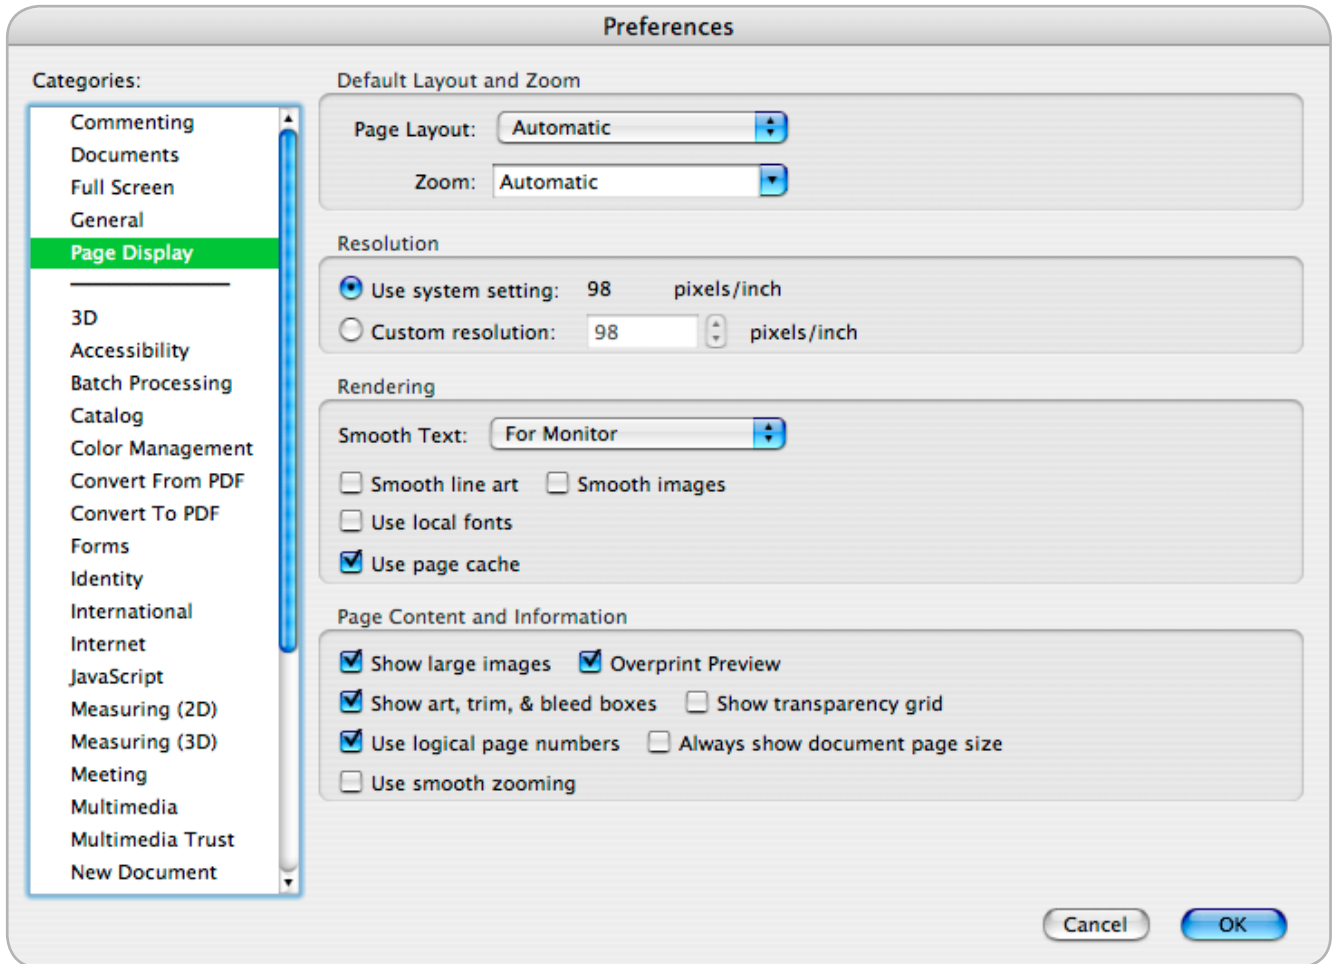 Preferences
Categories:
Commenting
Documents
Full Screen
General
Page Display
3D
Accessibility
Batch Processing
Catalog
Color Management
Convert From PDF
Convert To PDF
Forms
Identity
International
Internet
JavaScript
Measuring (2D)
Measuring (3D)
Meeting
Multimedia
Multimedia Trust
New Document
Default Layout and Zoom
Page Layout: Automatic
Zoom: Automatic
Resolution
Use system setting: 98 pixels/inch
Custom resolution: 98 pixels/inch
Rendering
Smooth Text: For Monitor
Smooth line art Smooth images
Use local fonts
Use page cache
Page Content and Information
Show large images Overprint Preview
Show art, trim, & bleed boxes Show transparency grid
Use logical page numbers Always show document page size
Use smooth zooming
Cancel OK